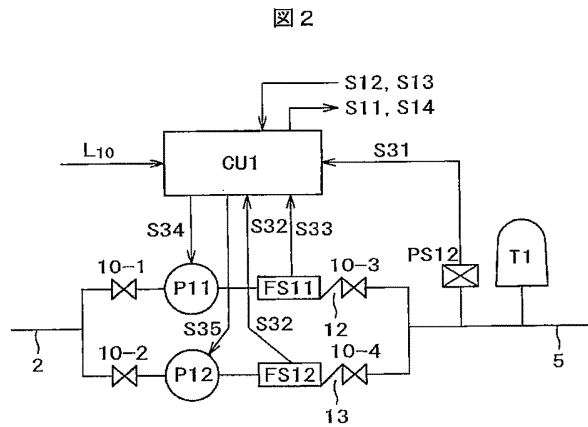 図2
S12, S13
S11, S14
L10
CU1
S31
S34
S32
S33
PS12
T1
10-1
P11
FS11
10-3
12
S35
S32
2
10-2
P12
FS12
10-4
13
5